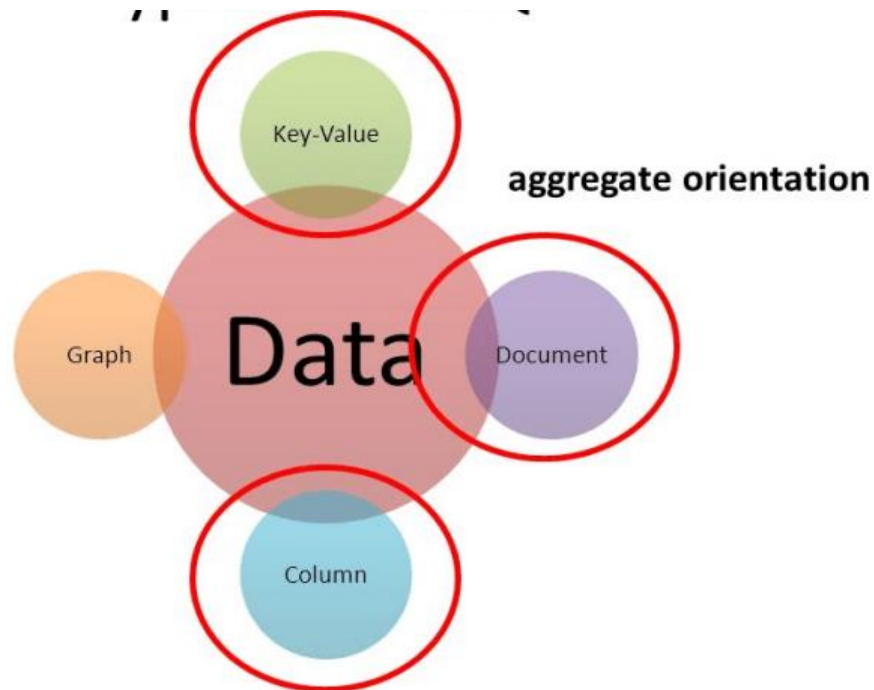 Key-Value
aggregate orientation
Graph
Data
Document
Column